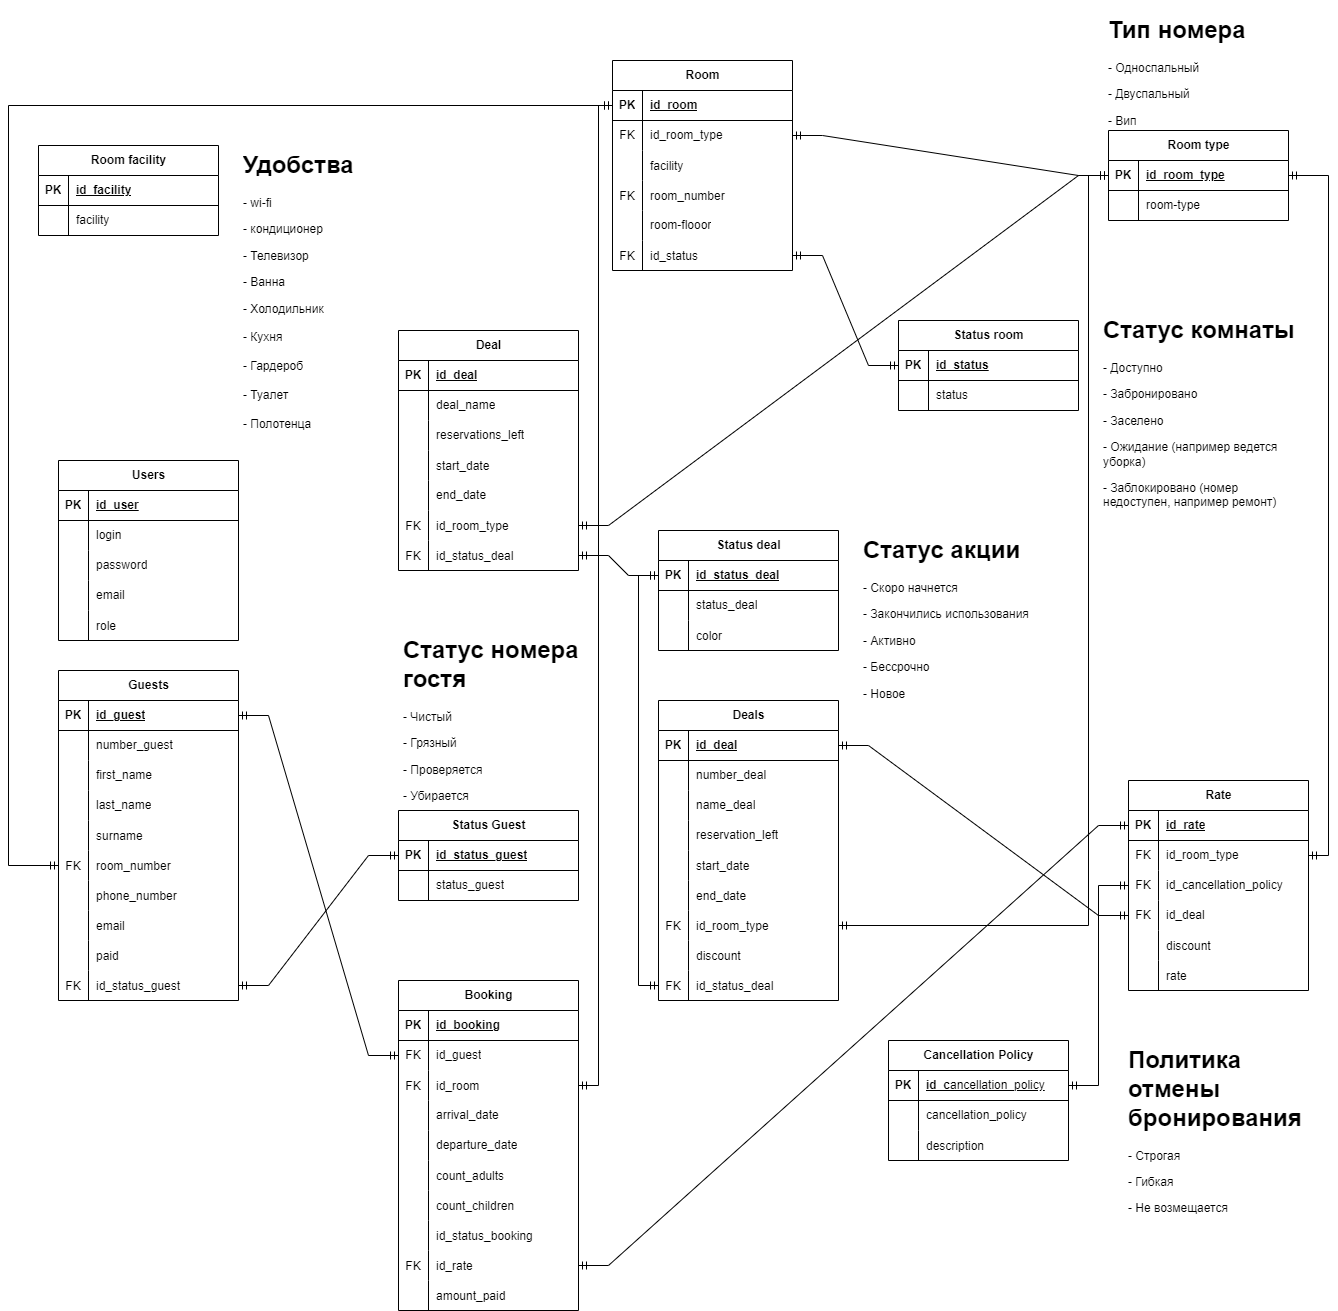 Тип номера
- Односпальный
- Двуспальный
- Вип
Room
PK id_room
FK id_room_type
facility
FK room_number
room-flooor
FK id_status
Room type
PK id_room_type
room-type
Room facility
PK id_facility
facility
Удобства
- wi-fi
- кондиционер
- Телевизор
- Ванна
- Холодильник
- Кухня
- Гардероб
- Туалет
- Полотенца
Deal
PK id_deal
deal_name
reservations_left
start_date
end_date
FK id_room_type
FK id_status_deal
Status room
PK id_status
status
Статус комнаты
- Доступно
- Забронировано
- Заселено
- Ожидание (например ведется
уборка)
- Заблокировано (номер
недоступен, например ремонт)
Users
PK id_user
login
password
email
role
Status deal
PK id_status_deal
status_deal
color
Статус акции
- Скоро начнется
- Закончились использования
- Активно
- Бессрочно
- Новое
Guests
PK id_guest
number_guest
first_name
last_name
surname
FK room_number
phone_number
email
paid
FK id_status_guest
Статус номера
гостя
- Чистый
- Грязный
- Проверяется
- Убирается
Status Guest
PK id_status_guest
status_guest
Deals
PK id_deal
number_deal
name_deal
reservation_left
start_date
end_date
FK id_room_type
discount
FK id_status_deal
Rate
PK id_rate
FK id_room_type
FK id_cancellation_policy
FK id_deal
discount
rate
Booking
PK id_booking
FK id_guest
FK id_room
arrival_date
departure_date
count_adults
count_children
id_status_booking
FK id_rate
amount_paid
Cancellation Policy
PK id_cancellation_policy
cancellation_policy
description
Политика
отмены
бронирования
- Строгая
- Гибкая
- Не возмещается